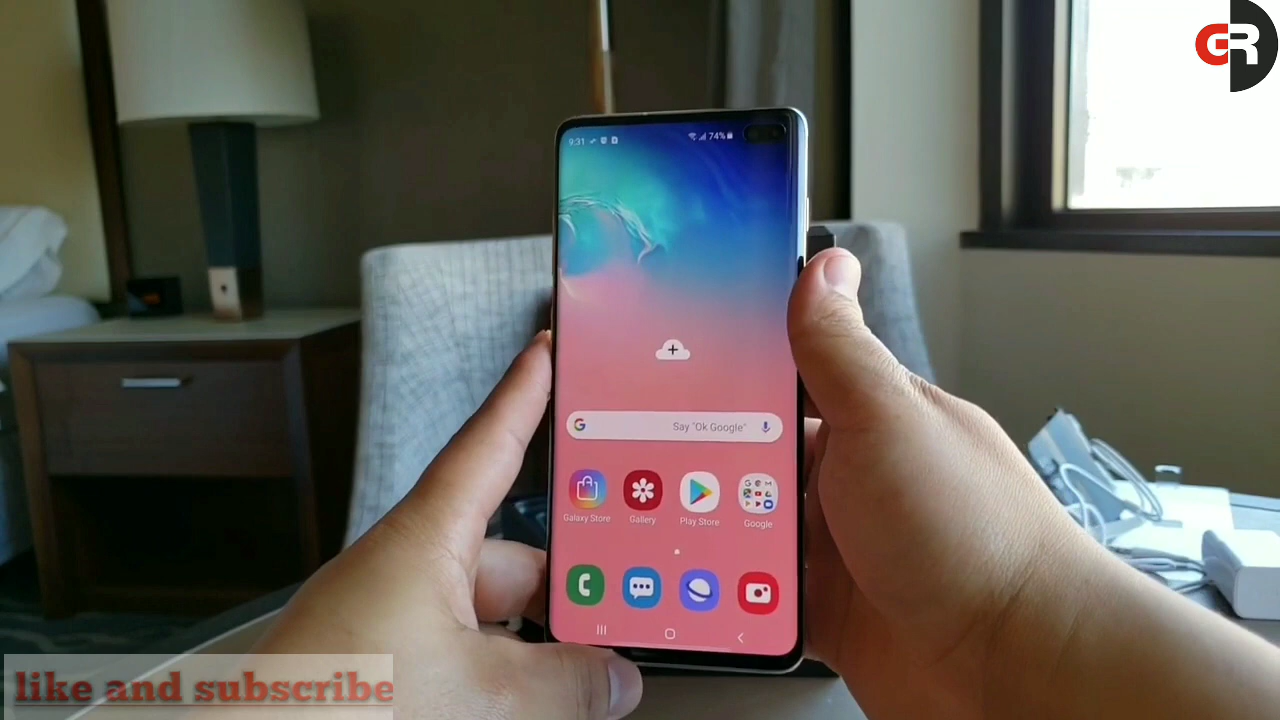 GR
9:31
74%
Say "Ok Google"
Galaxy Store
Gallery
Play Store
Google
like and subscribe